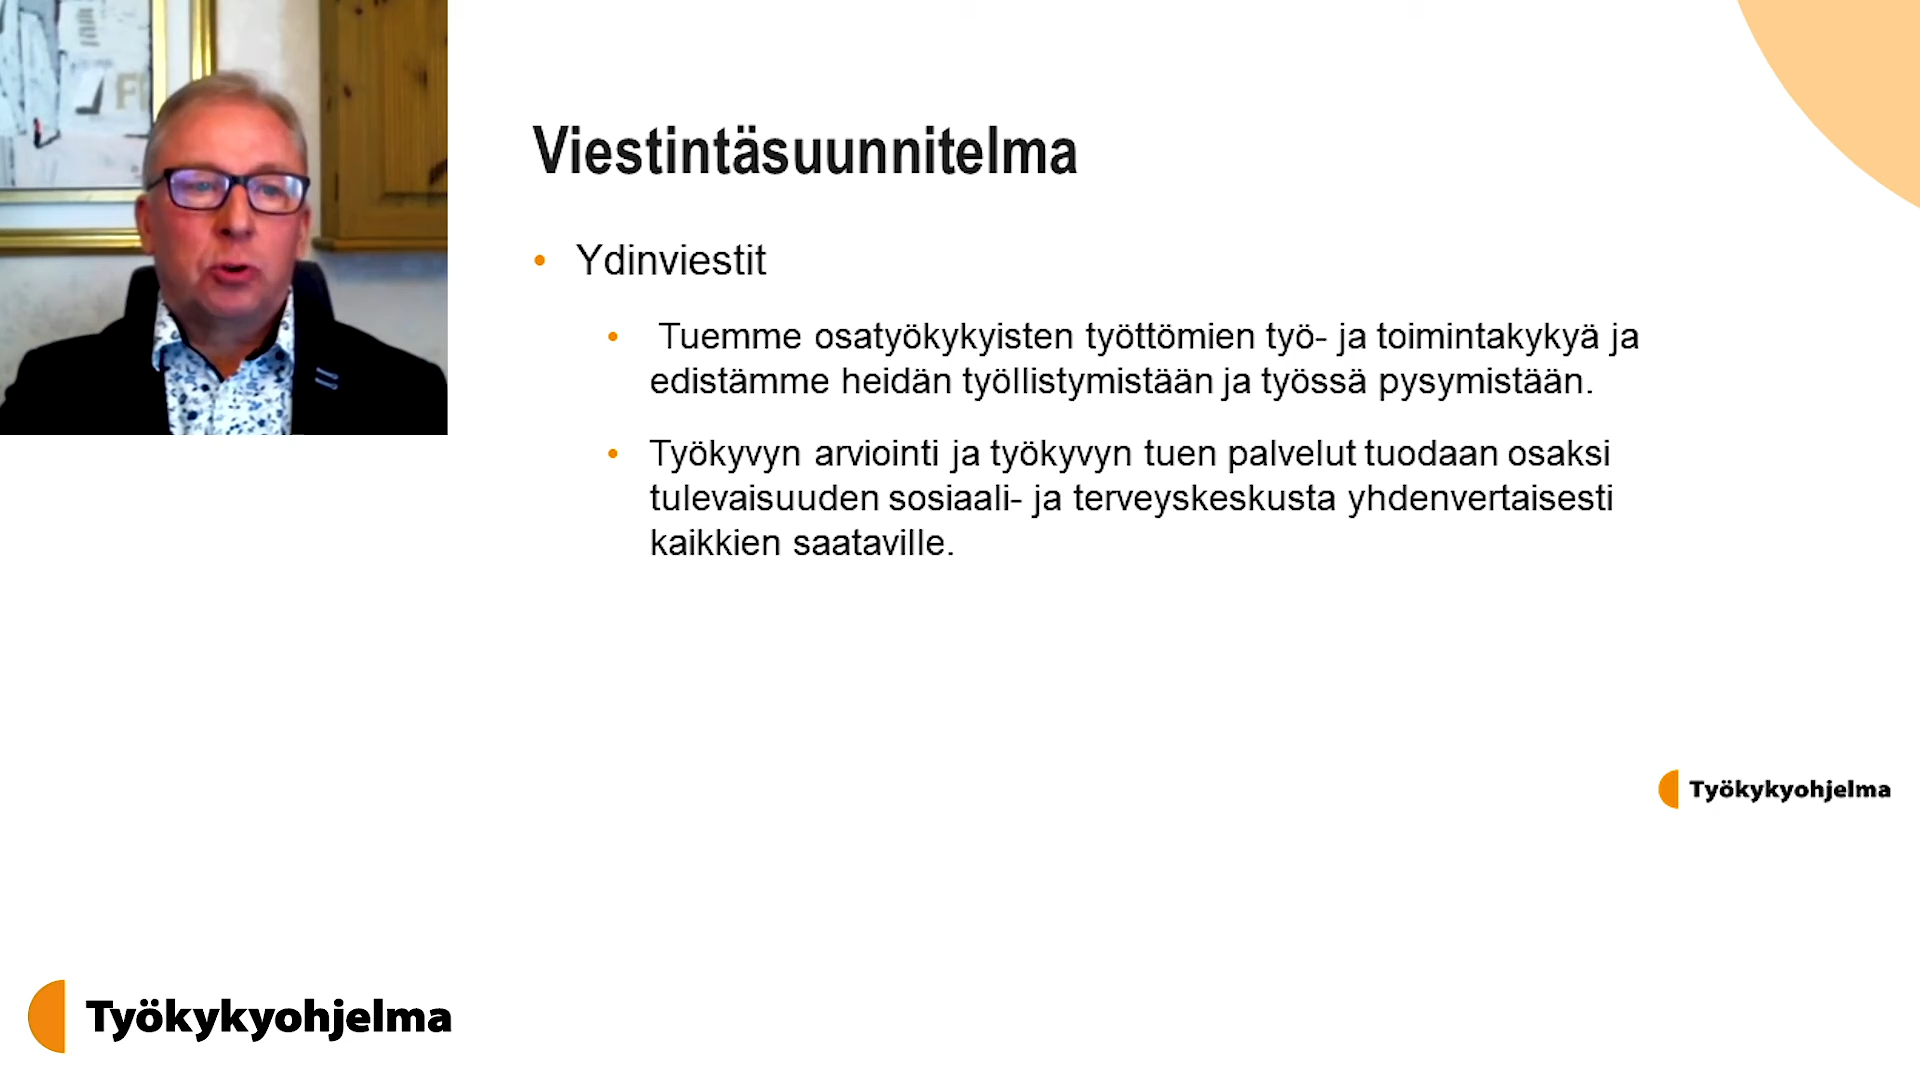 Viestintäsuunnitelma
• Ydinviestit
• Tuemme osatyökykyisten työttömien työ- ja toimintakykyä ja
edistämme heidän työllistymistään ja työssä pysymistään.
• Työkyvyn arviointi ja työkyvyn tuen palvelut tuodaan osaksi
tulevaisuuden sosiaali- ja terveyskeskusta yhdenvertaisesti
kaikkien saataville.
Työkykyohjelma
Työkykyohjelma